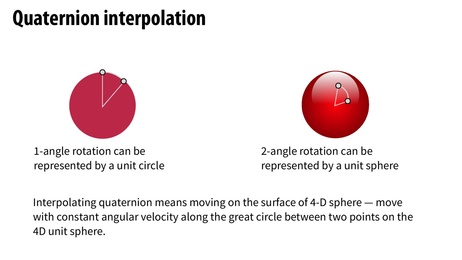 Quaternion interpolation
1-angle rotation can be
represented by a unit circle
2-angle rotation can be
represented by a unit sphere
Interpolating quaternion means moving on the surface of 4-D sphere — move
with constant angular velocity along the great circle between two points on the
4D unit sphere.